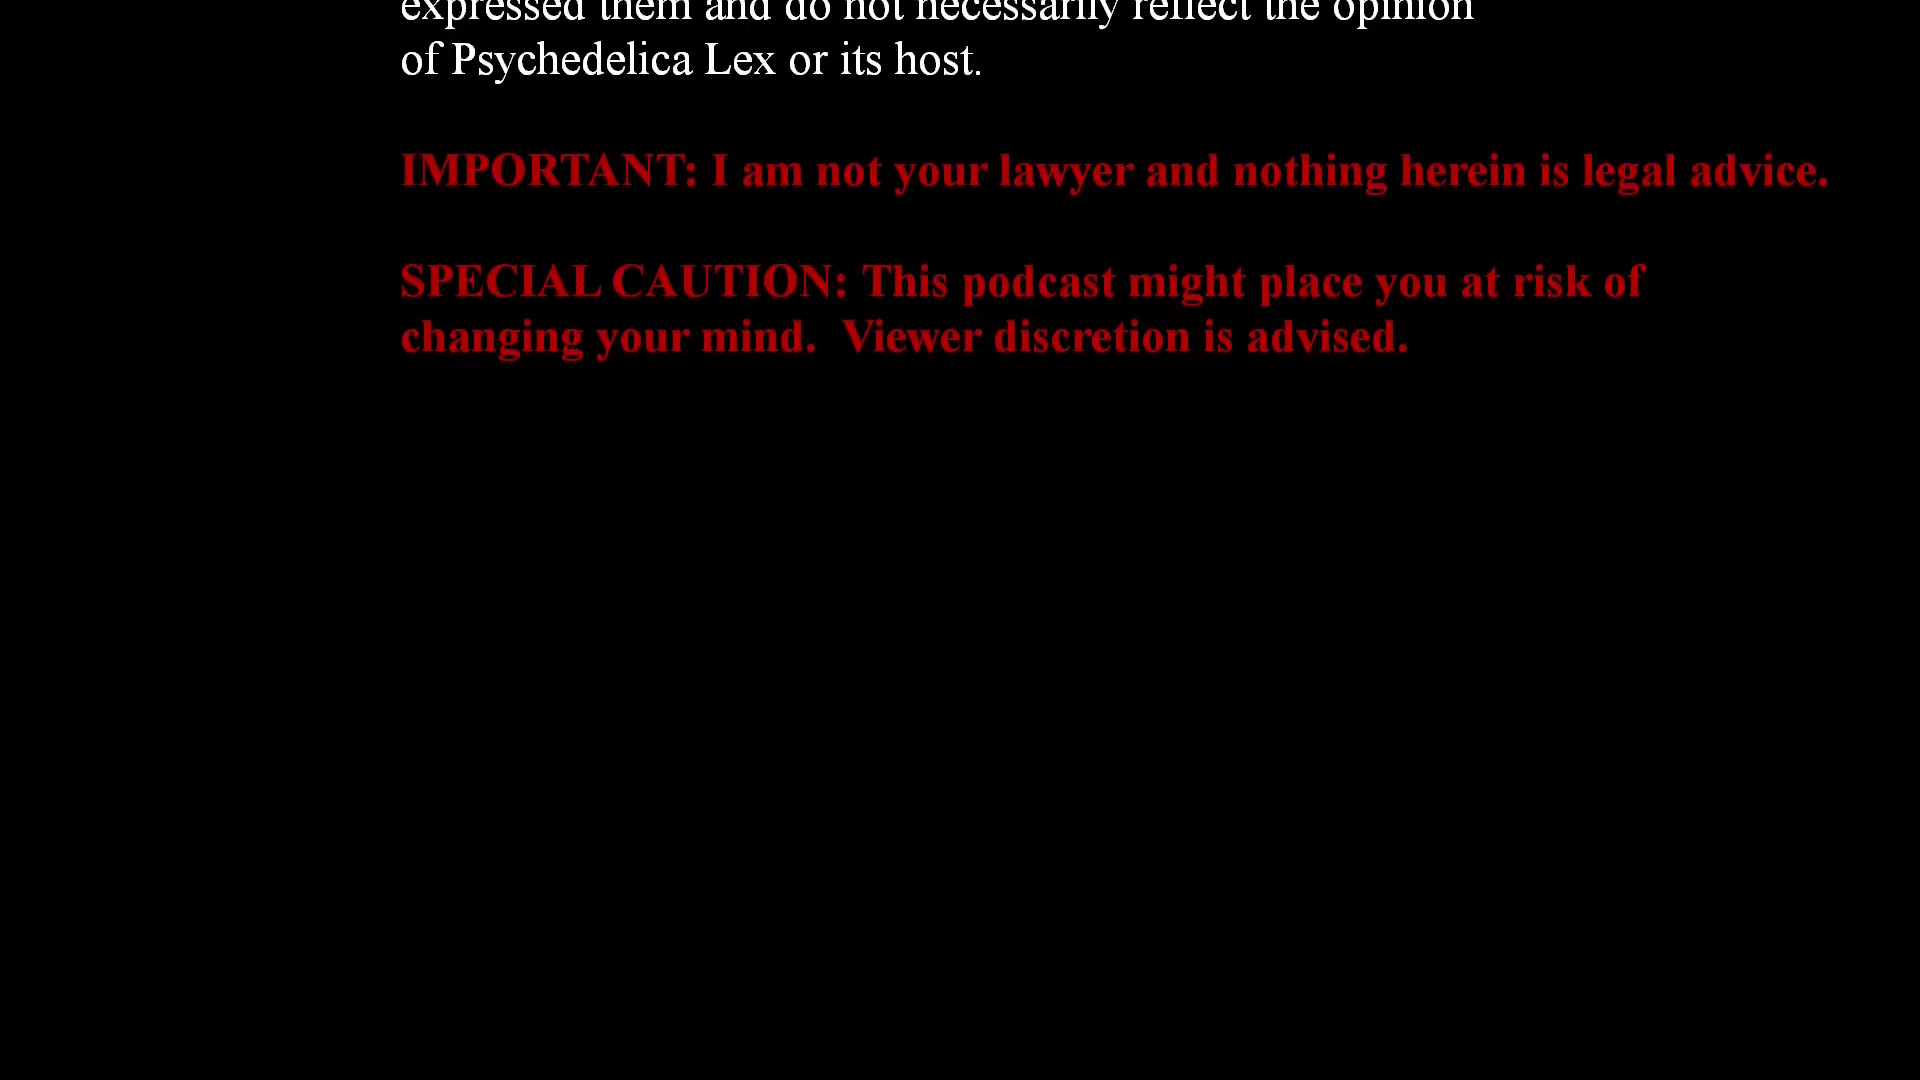 expressed them and do not necessarily reflect the opinion
of Psychedelica Lex or its host.
IMPORTANT: I am not your lawyer and nothing herein is legal advice.
SPECIAL CAUTION: This podcast might place you at risk of
changing your mind.  Viewer discretion is advised.